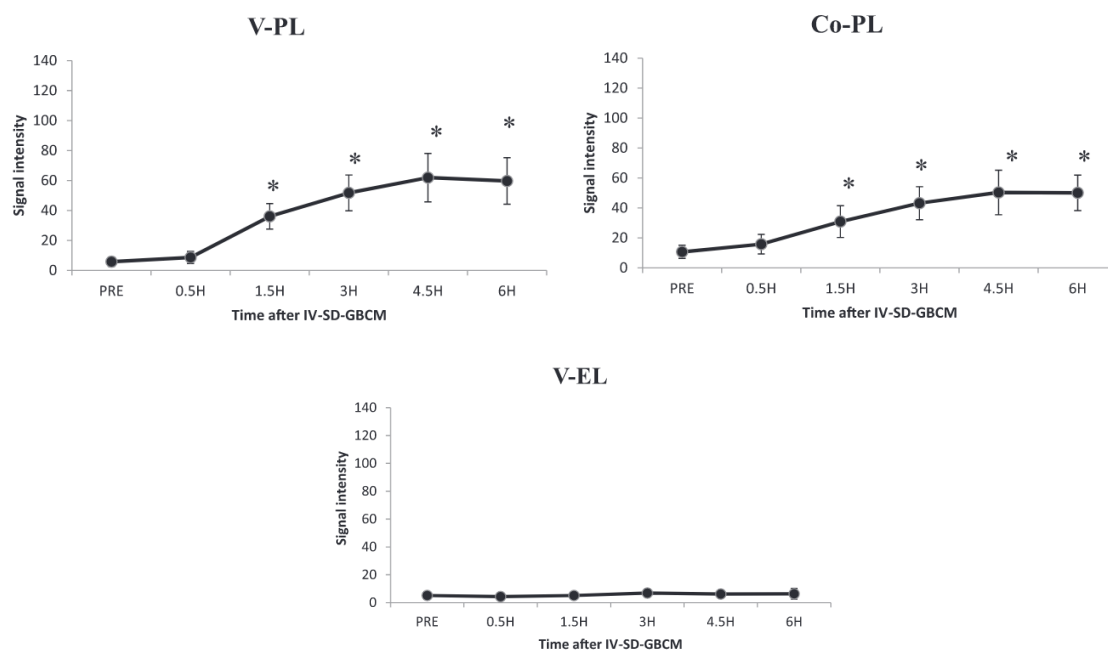 V-PL
140
120
100
80
60
40
20
0
Signal intensity
* * * *
PRE 0.5H 1.5H 3H 4.5H 6H
Time after IV-SD-GBCM
Co-PL
140
120
100
80
60
40
20
0
Signal intensity
* * * *
PRE 0.5H 1.5H 3H 4.5H 6H
Time after IV-SD-GBCM
V-EL
140
120
100
80
60
40
20
0
Signal intensity
PRE 0.5H 1.5H 3H 4.5H 6H
Time after IV-SD-GBCM